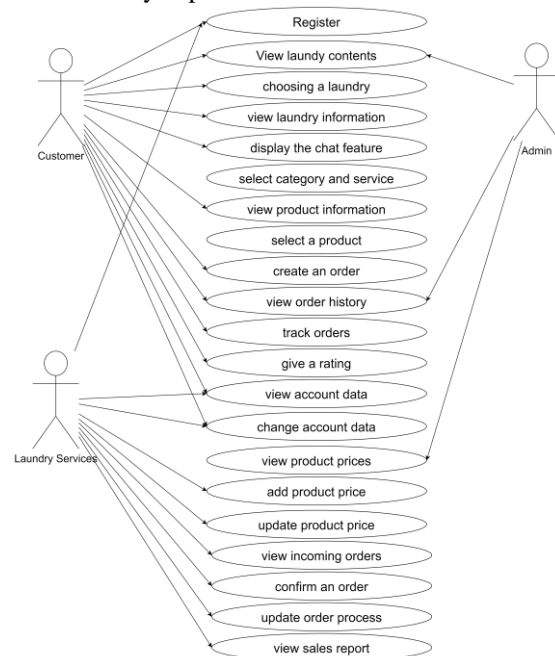 Register
View laundy contents
choosing a laundry
view laundry information
Customer
Admin
display the chat feature
select category and service
view product information
select a product
create an order
view order history
track orders
give a rating
view account data
change account data
Laundry Services
view product prices
add product price
update product price
view incoming orders
confirm an order
update order process
view sales report